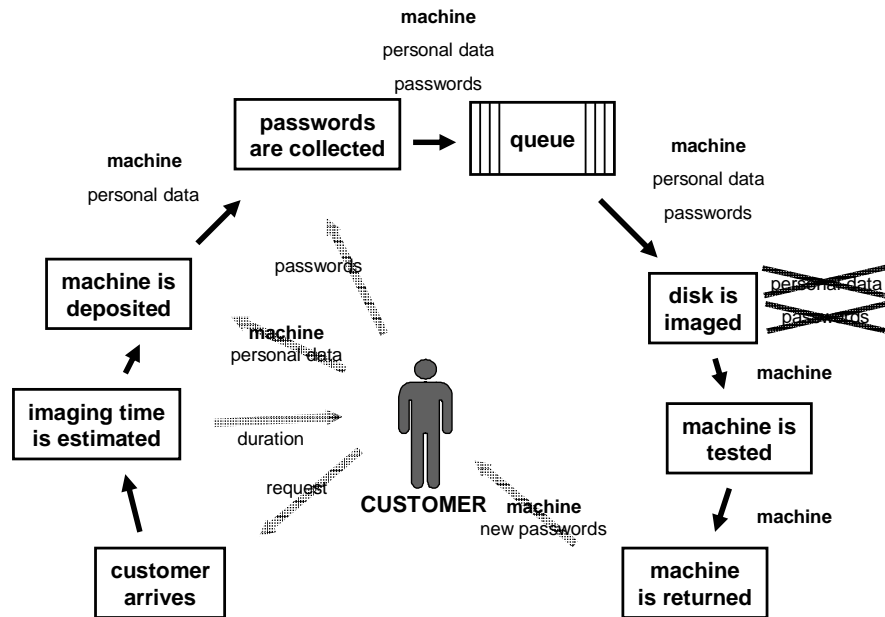 machine
personal data
passwords
passwords
are collected
queue
machine
personal data
machine
personal data
passwords
passwords
machine is
deposited
disk is
imaged
personal data
passwords
machine
personal data
machine
imaging time
is estimated
duration
machine is
tested
request
CUSTOMER
machine
new passwords
machine
customer
arrives
machine
is returned